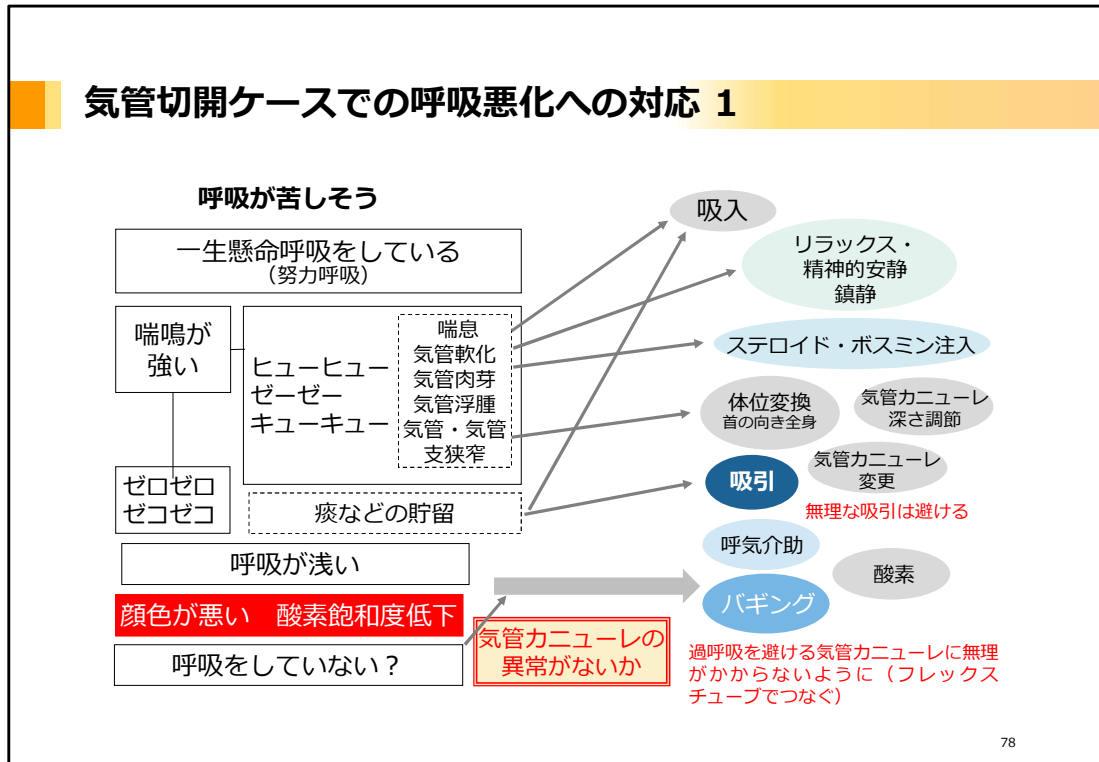 気管切開ケースでの呼吸悪化への対応 1
呼吸が苦しそう
一生懸命呼吸をしている
(努力呼吸)
喘鳴が
強い
ヒューヒュー
ゼーゼー
キューキュー
喘息
気管軟化
気管肉芽
気管浮腫
気管・気管
支狭窄
ゼロゼロ
ゼコゼコ
痰などの貯留
呼吸が浅い
顔色が悪い 酸素飽和度低下
呼吸をしていない？
気管カニューレの
異常がないか
吸入
リラックス・
精神的安静
鎮静
ステロイド・ボスミン注入
体位変換
首の向き全身
気管カニューレ
深さ調節
吸引
気管カニューレ
変更
無理な吸引は避ける
呼気介助
酸素
バギング
過呼吸を避ける気管カニューレに無理
がかからないように（フレックス
チューブでつなぐ）
78